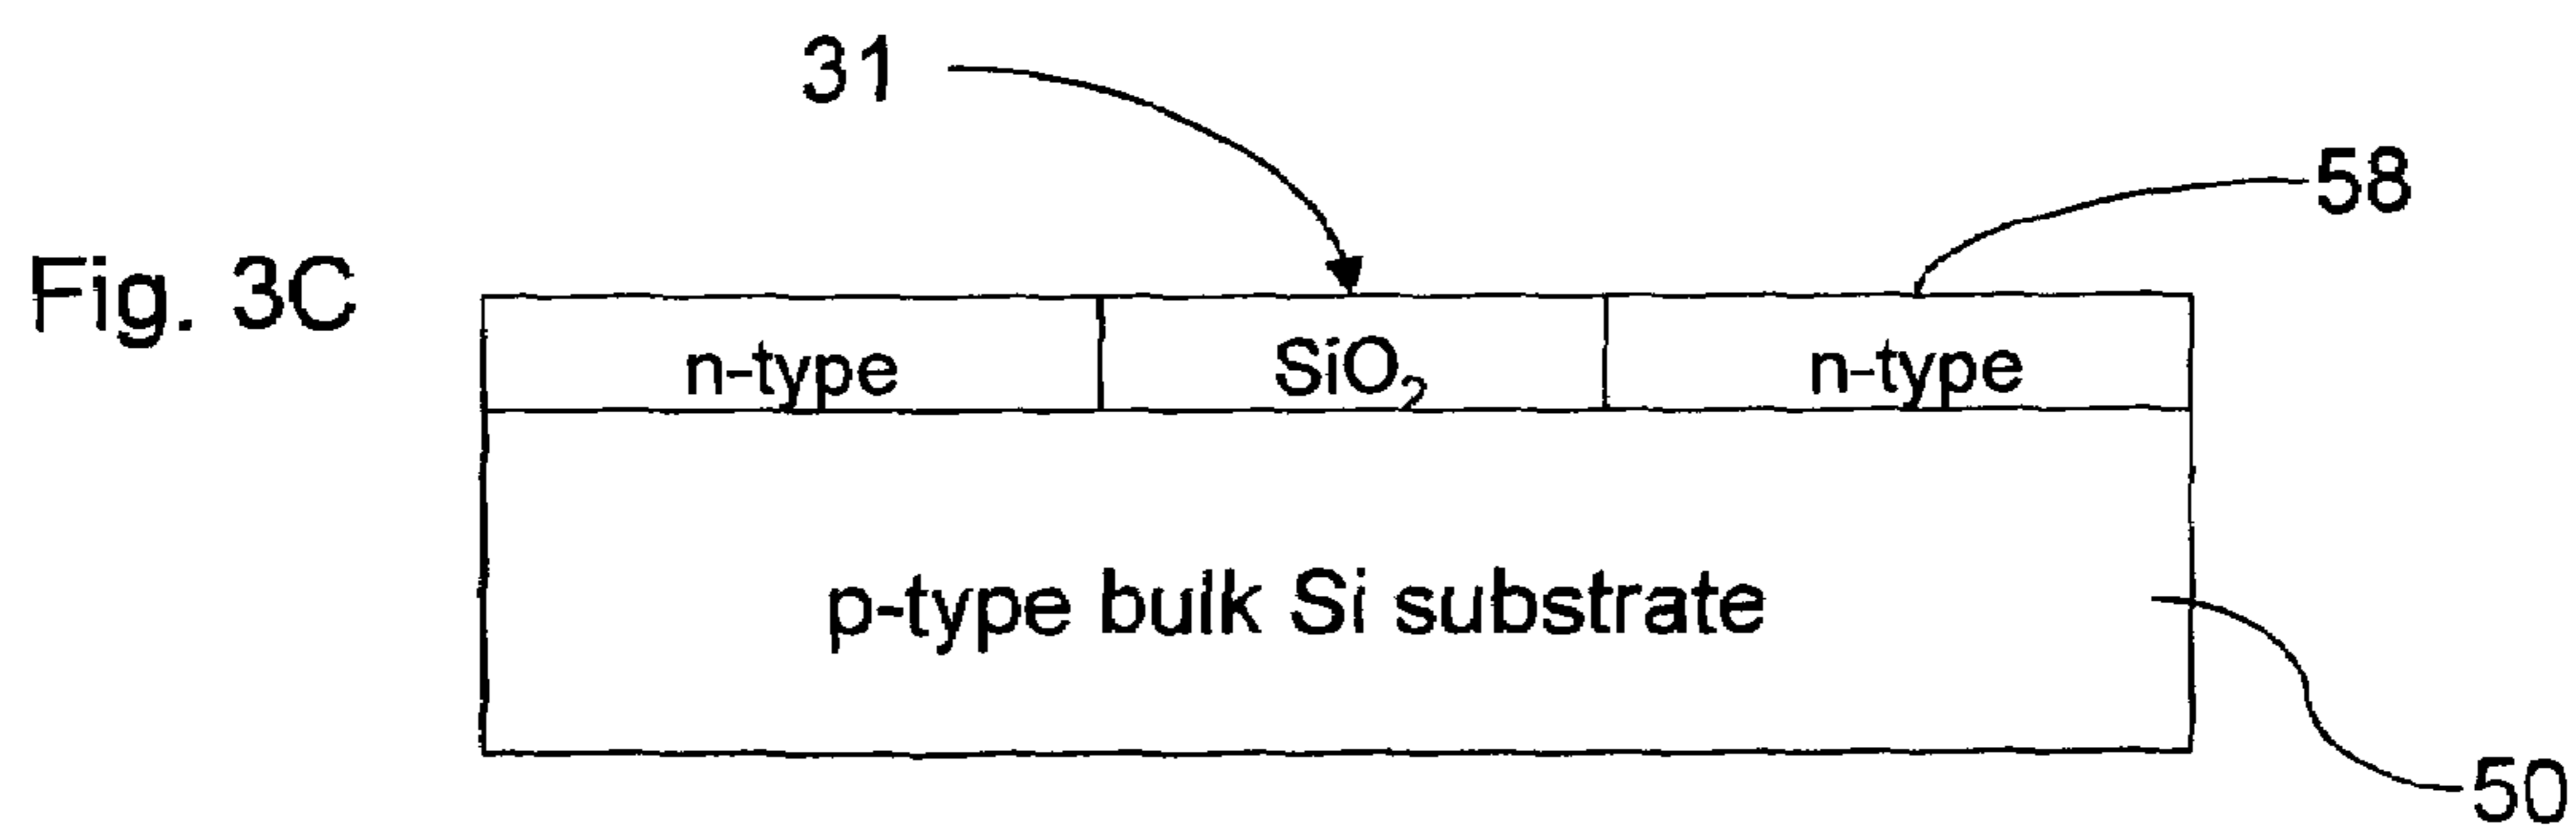 31
58
Fig. 3C
n-type SiO₂ n-type
p-type bulk Si substrate
50